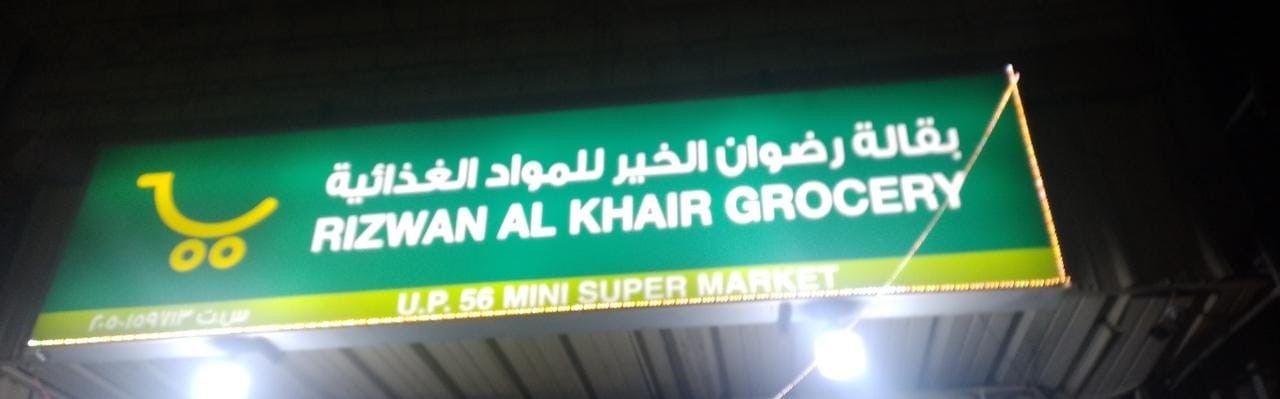 بقالة رضوان الخير للمواد الغذائية
RIZWAN AL KHAIR GROCERY
U.P. 56 MINI SUPER MARKET
س.ت